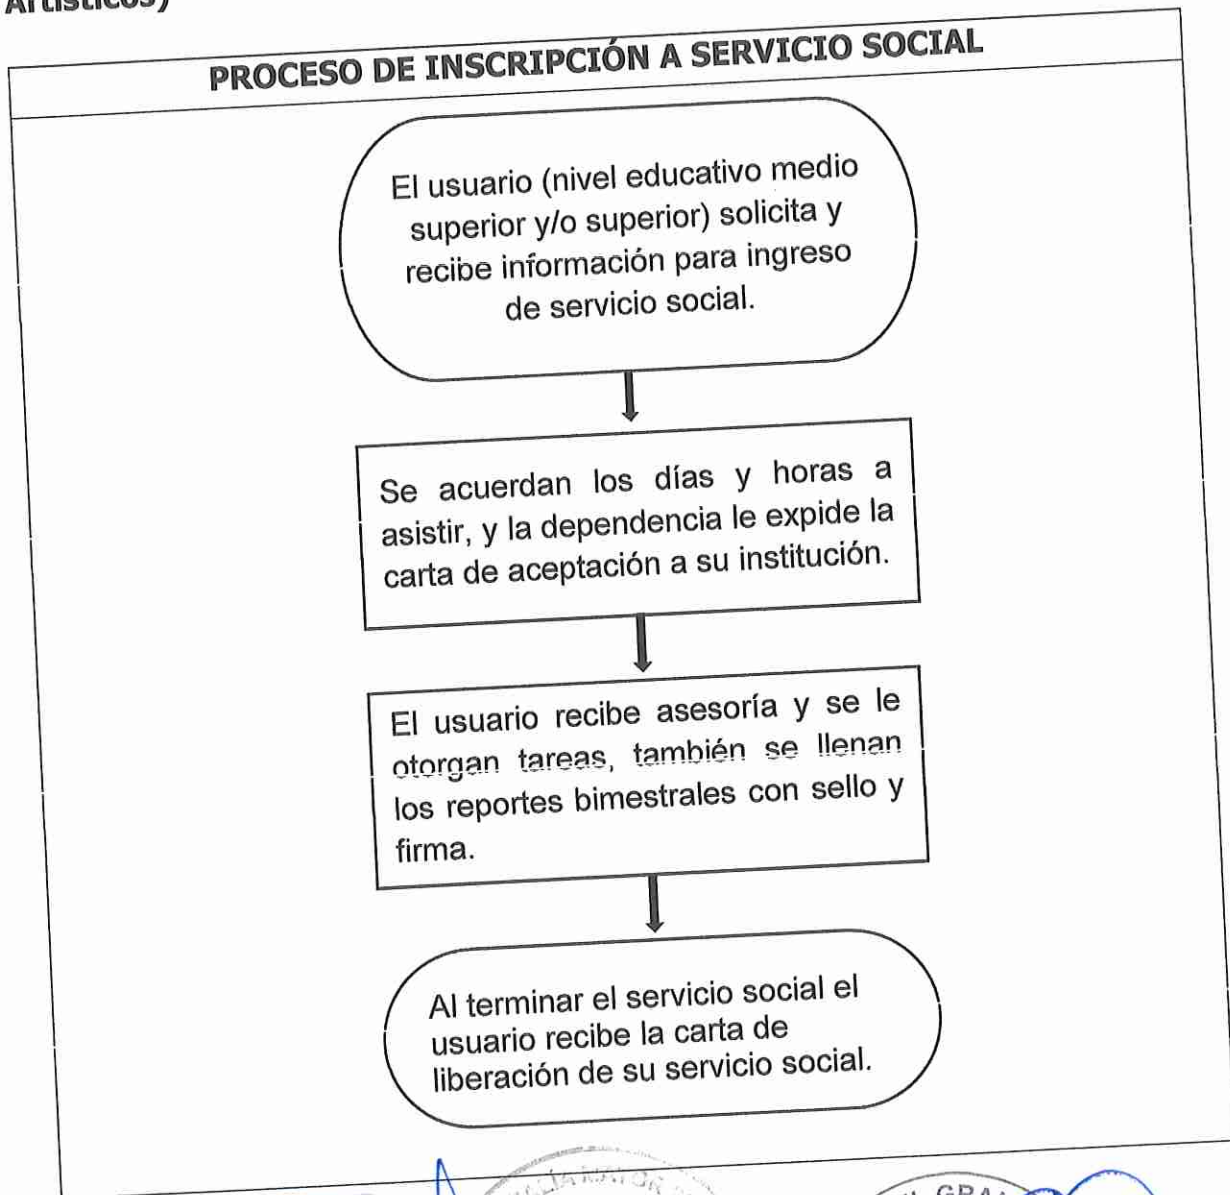 Artísticos)
PROCESO DE INSCRIPCIÓN A SERVICIO SOCIAL
El usuario (nivel educativo medio
superior y/o superior) solicita y
recibe información para ingreso
de servicio social.
Se acuerdan los días y horas a
asistir, y la dependencia le expide la
carta de aceptación a su institución.
El usuario recibe asesoría y se le
otorgan tareas, también se llenan
los reportes bimestrales con sello y
firma.
Al terminar el servicio social el
usuario recibe la carta de
liberación de su servicio social.
MAYOR